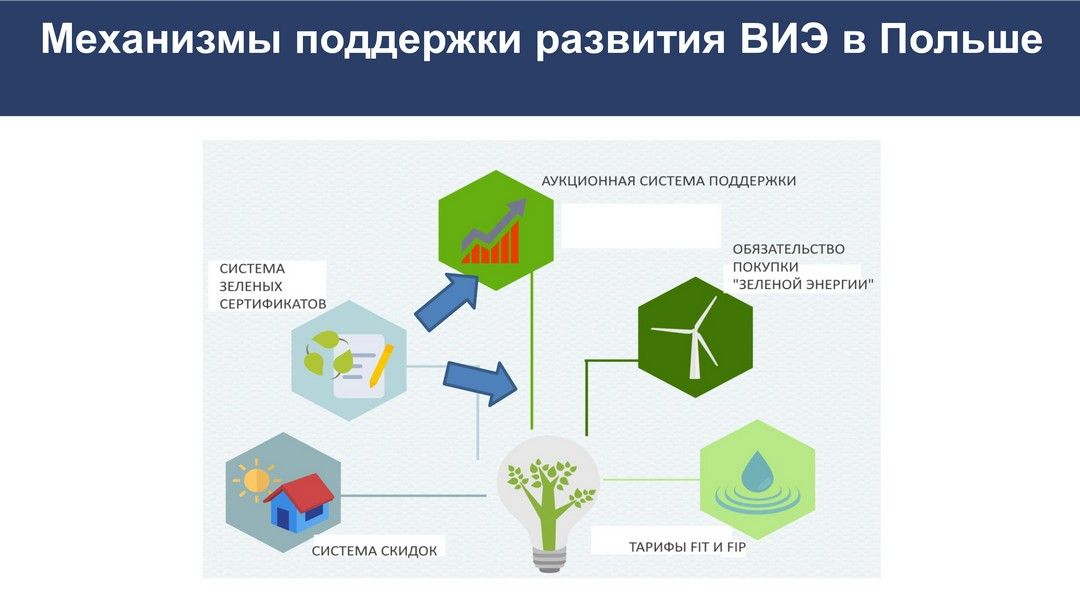 Механизмы поддержки развития ВИЭ в Польше
АУКЦИОННАЯ СИСТЕМА ПОДДЕРЖКИ
ОБЯЗАТЕЛЬСТВО
ПОКУПКИ
"ЗЕЛЕНОЙ ЭНЕРГИИ"
СИСТЕМА
ЗЕЛЕНЫХ
СЕРТИФИКАТОВ
СИСТЕМА СКИДОК
ТАРИФЫ FIT И FIP